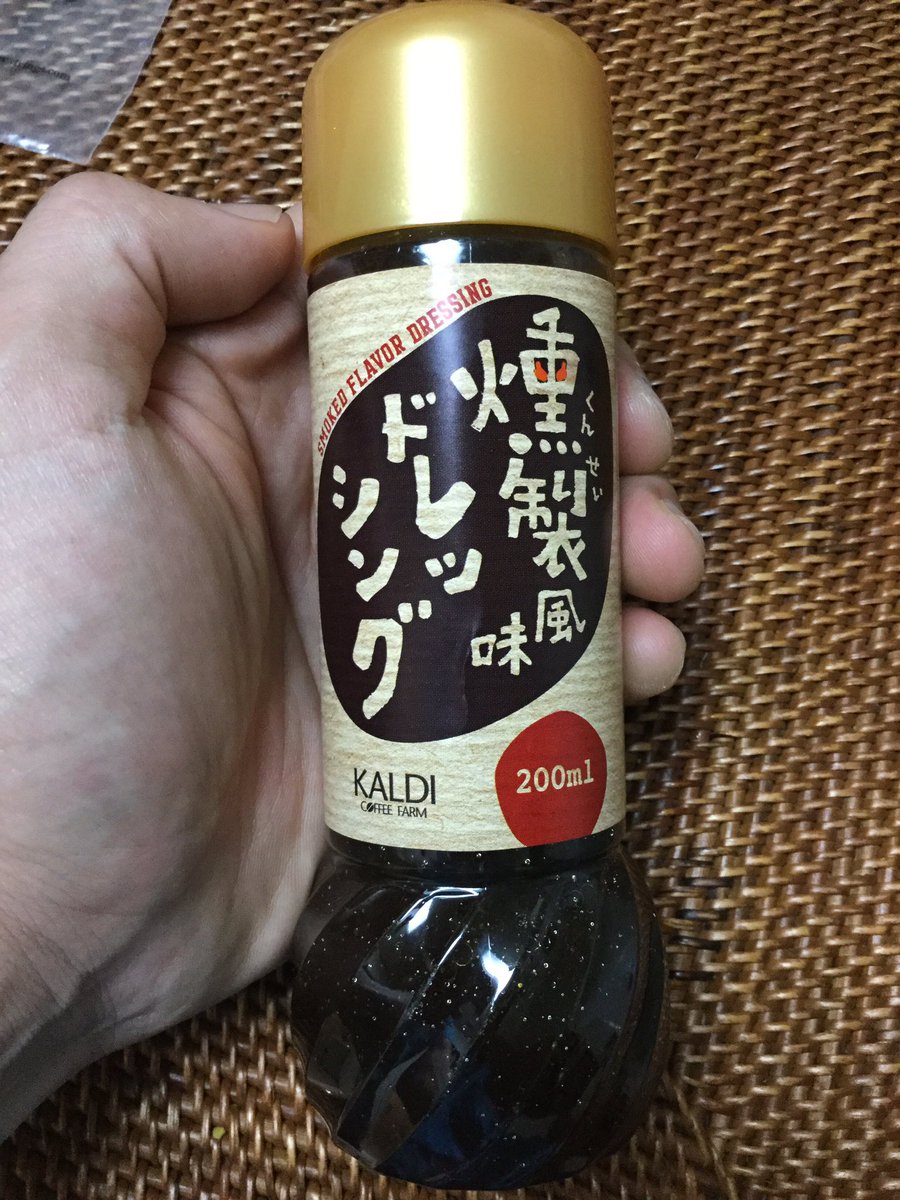 SMOKED FLAVOR DRESSING
燻製風味
くんせい
ドレッシング
200ml
KALDI
COFFEE FARM